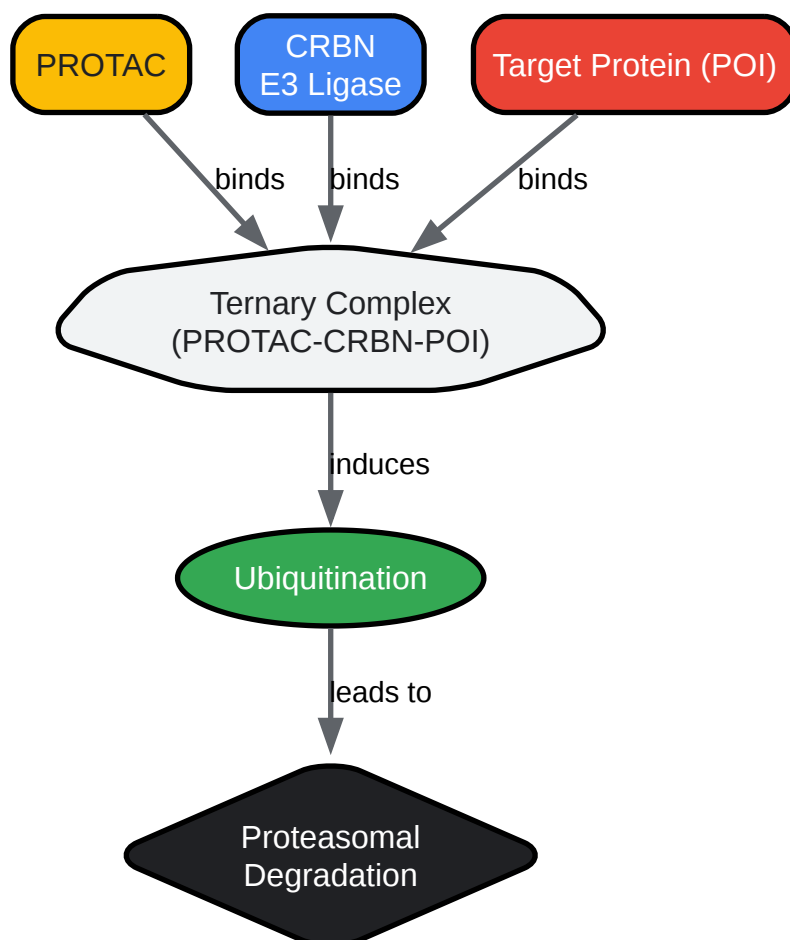 PROTAC
CRBN
E3 Ligase
Target Protein (POI)
binds
binds
binds
Ternary Complex
(PROTAC-CRBN-POI)
induces
Ubiquitination
leads to
Proteasomal
Degradation